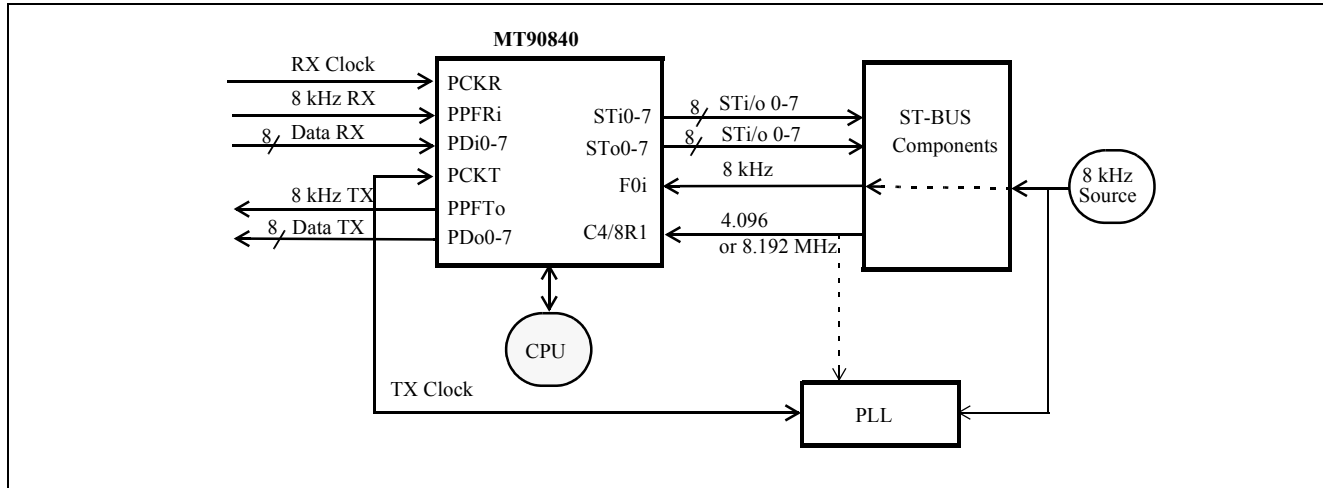 MT90840
RX Clock
8 kHz RX
8 Data RX
8 kHz TX
8 Data TX
PCKR
PPFRi
PDi0-7
PCKT
PPFTo
PDo0-7
STi0-7
STo0-7
F0i
C4/8R1
8 STi/o 0-7
8 STi/o 0-7
8 kHz
4.096
or 8.192 MHz
ST-BUS
Components
8 kHz
Source
CPU
TX Clock
PLL